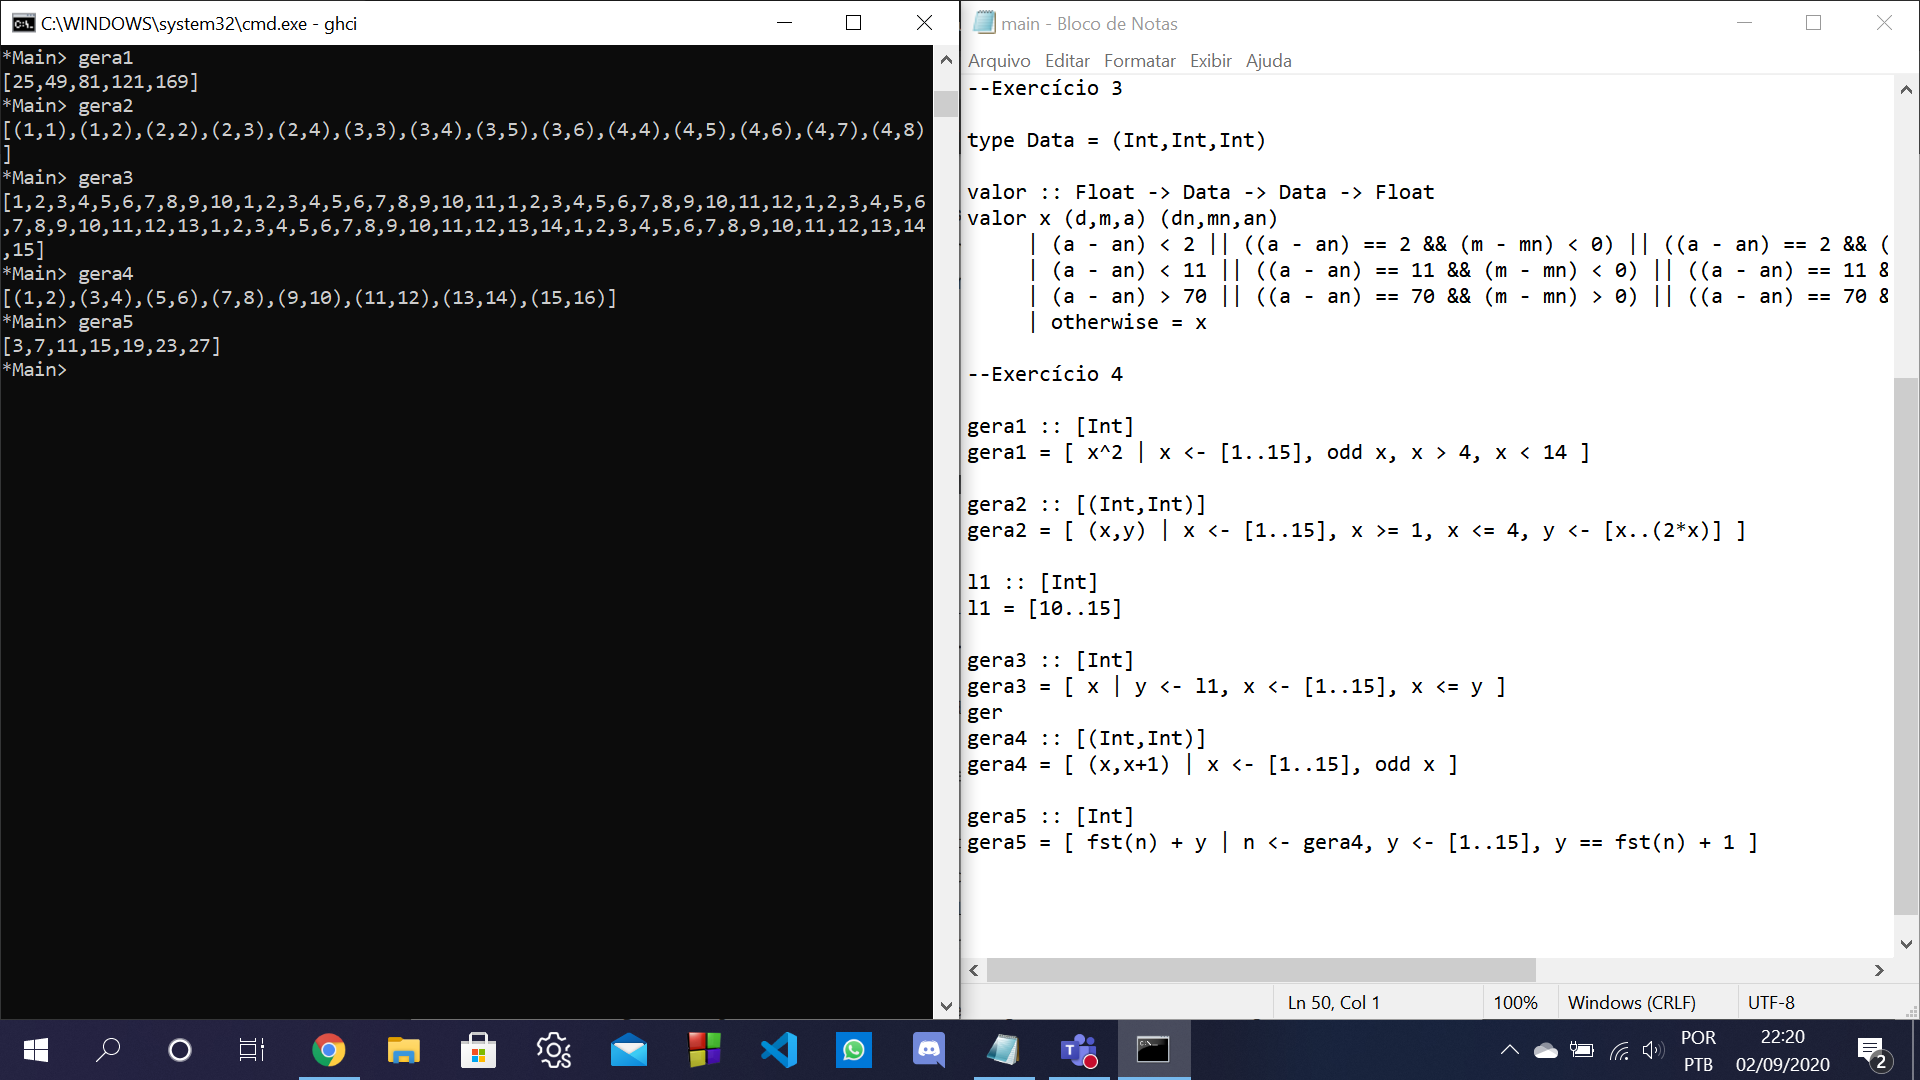 C:\WINDOWS\system32\cmd.exe - ghci
*Main> gera1
[25,49,81,121,169]
*Main> gera2
[(1,1),(1,2),(2,2),(2,3),(2,4),(3,3),(3,4),(3,5),(3,6),(4,4),(4,5),(4,6),(4,7),(4,8)
]
*Main> gera3
[1,2,3,4,5,6,7,8,9,10,1,2,3,4,5,6,7,8,9,10,11,1,2,3,4,5,6,7,8,9,10,11,12,1,2,3,4,5,6
,7,8,9,10,11,12,13,1,2,3,4,5,6,7,8,9,10,11,12,13,14,1,2,3,4,5,6,7,8,9,10,11,12,13,14
,15]
*Main> gera4
[(1,2),(3,4),(5,6),(7,8),(9,10),(11,12),(13,14),(15,16)]
*Main> gera5
[3,7,11,15,19,23,27]
*Main>
main - Bloco de Notas
Arquivo Editar Formatar Exibir Ajuda
--Exercício 3
type Data = (Int,Int,Int)
valor :: Float -> Data -> Data -> Float
valor x (d,m,a) (dn,mn,an)
| (a - an) < 2 || ((a - an) == 2 && (m - mn) < 0) || ((a - an) == 2 && (
| (a - an) < 11 || ((a - an) == 11 && (m - mn) < 0) || ((a - an) == 11 &
| (a - an) > 70 || ((a - an) == 70 && (m - mn) > 0) || ((a - an) == 70 &
| otherwise = x
--Exercício 4
gera1 :: [Int]
gera1 = [ x^2 | x <- [1..15], odd x, x > 4, x < 14 ]
gera2 :: [(Int,Int)]
gera2 = [ (x,y) | x <- [1..15], x >= 1, x <= 4, y <- [x..(2*x)] ]
l1 :: [Int]
l1 = [10..15]
gera3 :: [Int]
gera3 = [ x | y <- l1, x <- [1..15], x <= y ]
ger
gera4 :: [(Int,Int)]
gera4 = [ (x,x+1) | x <- [1..15], odd x ]
gera5 :: [Int]
gera5 = [ fst(n) + y | n <- gera4, y <- [1..15], y == fst(n) + 1 ]
Ln 50, Col 1
100%
Windows (CRLF)
UTF-8
POR
PTB
22:20
02/09/2020
2